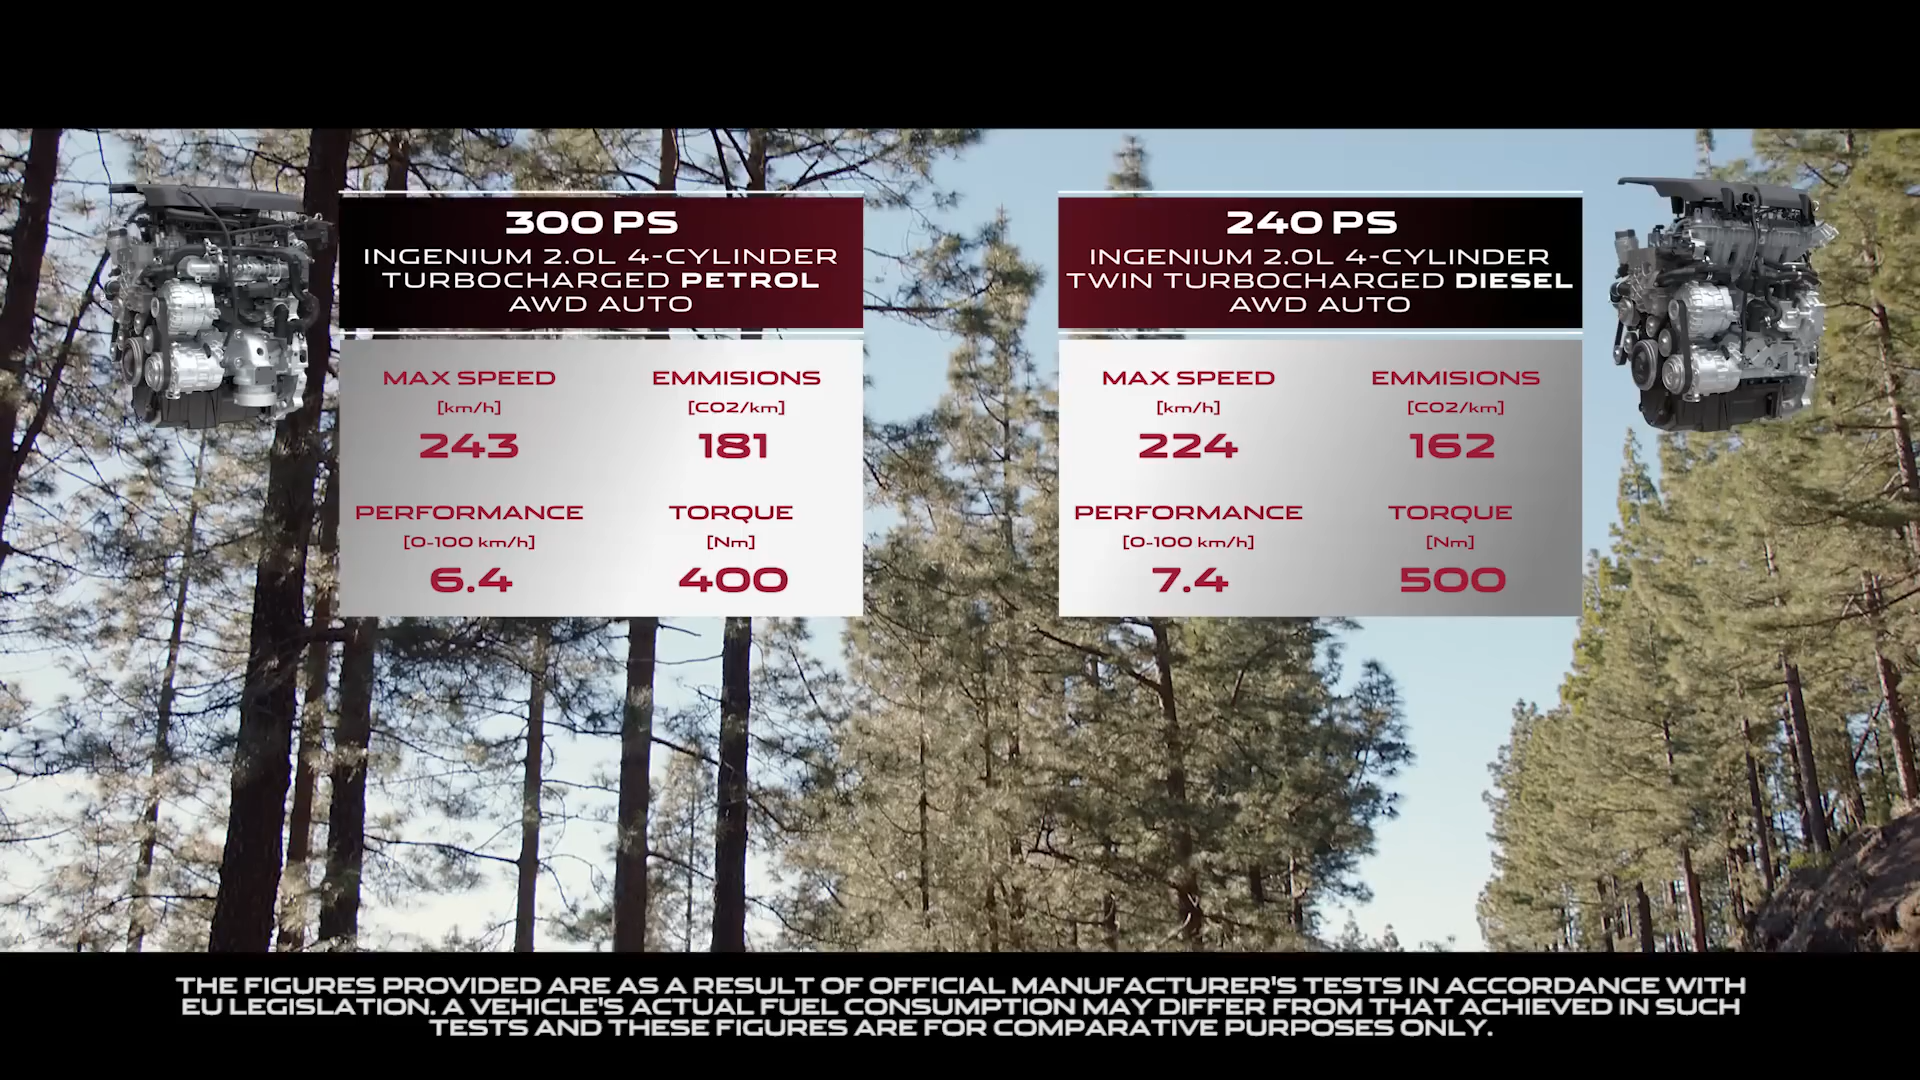 300 PS
INGENIUM 2.0L 4-CYLINDER
TURBOCHARGED PETROL
AWD AUTO
MAX SPEED
[km/h]
243
EMMISIONS
[CO2/km]
181
PERFORMANCE
[0-100 km/h]
6.4
TORQUE
[Nm]
400
240 PS
INGENIUM 2.0L 4-CYLINDER
TWIN TURBOCHARGED DIESEL
AWD AUTO
MAX SPEED
[km/h]
224
EMMISIONS
[CO2/km]
162
PERFORMANCE
[0-100 km/h]
7.4
TORQUE
[Nm]
500
THE FIGURES PROVIDED ARE AS A RESULT OF OFFICIAL MANUFACTURER'S TESTS IN ACCORDANCE WITH
EU LEGISLATION. A VEHICLE'S ACTUAL FUEL CONSUMPTION MAY DIFFER FROM THAT ACHIEVED IN SUCH
TESTS AND THESE FIGURES ARE FOR COMPARATIVE PURPOSES ONLY.